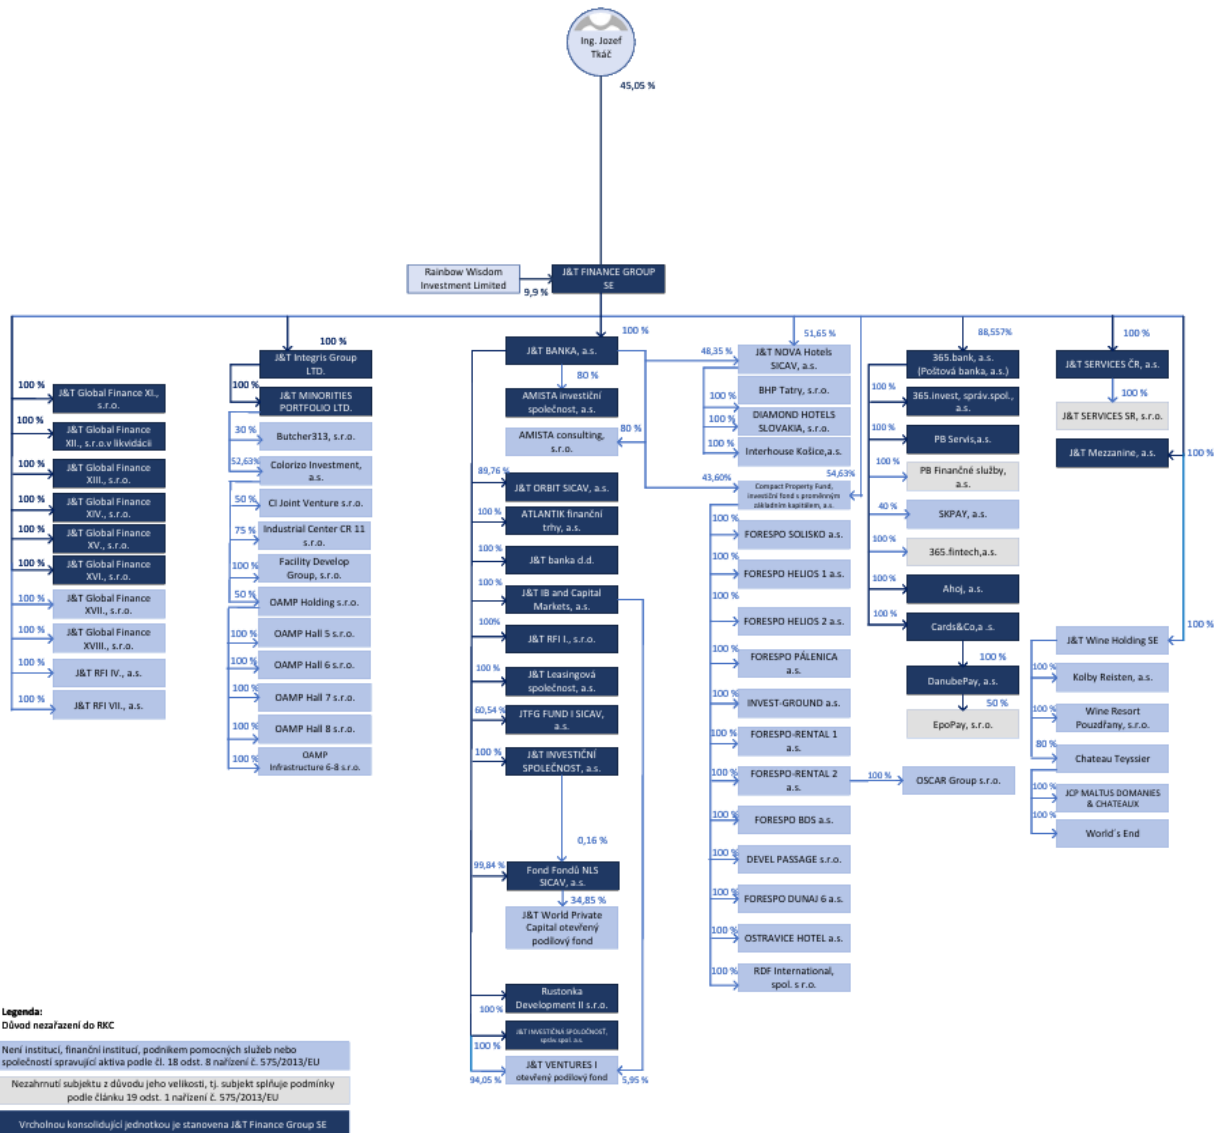 Ing. Jozef
Tkáč
45,05 %
Rainbow Wisdom
Investment Limited
9,9 %
J&T FINANCE GROUP
SE
100 %
J&T Global Finance XI.,
s.r.o.
100 %
J&T Global Finance
XII., s.r.o.v likvidácii
100 %
J&T Global Finance
XIII., s.r.o.
100 %
J&T Global Finance
XIV., s.r.o.
100 %
J&T Global Finance
XV., s.r.o.
100 %
J&T Global Finance
XVI., s.r.o.
100 %
J&T Global Finance
XVII., s.r.o.
100 %
J&T Global Finance
XVIII., s.r.o.
100 %
J&T RFI IV., a.s.
100 %
J&T RFI VII., a.s.
100 %
J&T Integris Group
LTD.
100 %
J&T MINORITIES
PORTFOLIO LTD.
30 %
Butcher313, s.r.o.
52,63%
Colorizo Investment,
a.s.
50 %
CI Joint Venture s.r.o.
75 %
Industrial Center CR 11
s.r.o.
100 %
Facility Develop
Group, s.r.o.
50 %
OAMP Holding s.r.o.
100 %
OAMP Hall 5 s.r.o.
100 %
OAMP Hall 6 s.r.o.
100 %
OAMP Hall 7 s.r.o.
100 %
OAMP Hall 8 s.r.o.
100 %
OAMP
Infrastructure 6-8 s.r.o.
100 %
J&T BANKA, a.s.
80 %
AMISTA investiční
společnost, a.s.
80 %
AMISTA consulting,
s.r.o.
89,76 %
J&T ORBIT SICAV, a.s.
100 %
ATLANTIK finanční
trhy, a.s.
100 %
J&T banka d.d.
100 %
J&T IB and Capital
Markets, a.s.
100%
J&T RFI I., s.r.o.
100 %
J&T Leasingová
společnost, a.s.
60,54 %
JTFG FUND I SICAV,
a.s.
100 %
J&T INVESTIČNÍ
SPOLEČNOST, a.s.
0,16 %
99,84 %
Fond Fondů NLS
SICAV, a.s.
34,85 %
J&T World Private
Capital otevřený
podílový fond
Rustonka
Development II s.r.o.
100 %
J&T INVESTIČNÁ SPOLOČNOSŤ,
správ. spol. a.s.
100 %
J&T VENTURES I
otevřený podílový fond
94,05 %
5,95 %
51,65 %
48,35 %
J&T NOVA Hotels
SICAV, a.s.
BHP Tatry, s.r.o.
100 %
DIAMOND HOTELS
SLOVAKIA, s.r.o.
100 %
Interhouse Košice,a.s.
100 %
43,60%
54,63%
Compact Property Fund,
investiční fond s proměnným
základním kapitálem, a.s.
100 %
FORESPO SOLISKO a.s.
100 %
FORESPO HELIOS 1 a.s.
100 %
FORESPO HELIOS 2 a.s.
100 %
FORESPO PÁLENICA
a.s.
100 %
INVEST-GROUND a.s.
100 %
FORESPO-RENTAL 1
a.s.
100 %
FORESPO-RENTAL 2
a.s.
100 %
OSCAR Group s.r.o.
100 %
FORESPO BDS a.s.
100 %
DEVEL PASSAGE s.r.o.
100 %
FORESPO DUNAJ 6 a.s.
100 %
OSTRAVICE HOTEL a.s.
100 %
RDF International,
spol. s r.o.
88,557%
365.bank, a.s.
(Poštová banka, a.s.)
100 %
365.invest, správ.spol.,
a.s.
100 %
PB Servis,a.s.
100 %
PB Finančné služby,
a.s.
40 %
SKPAY, a.s.
100 %
365.fintech,a.s.
100 %
Ahoj, a.s.
100 %
Cards&Co,a .s.
100 %
DanubePay, a.s.
50 %
EpoPay, s.r.o.
100 %
J&T SERVICES ČR, a.s.
100 %
J&T SERVICES SR, s.r.o.
J&T Mezzanine, a.s.
100 %
100 %
J&T Wine Holding SE
100 %
Kolby Reisten, a.s.
100 %
Wine Resort
Pouzdřany, s.r.o.
80 %
Chateau Teyssier
100 %
JCP MALTUS DOMANIES
& CHATEAUX
100 %
World´s End
Legenda:
Důvod nezařazení do RKC
Není institucí, finanční institucí, podnikem pomocných služeb nebo
společností spravující aktiva podle čl. 18 odst. 8 nařízení č. 575/2013/EU
Nezahrnutí subjektu z důvodu jeho velikosti, tj. subjekt splňuje podmínky
podle článku 19 odst. 1 nařízení č. 575/2013/EU
Vrcholnou konsolidující jednotkou je stanovena J&T Finance Group SE